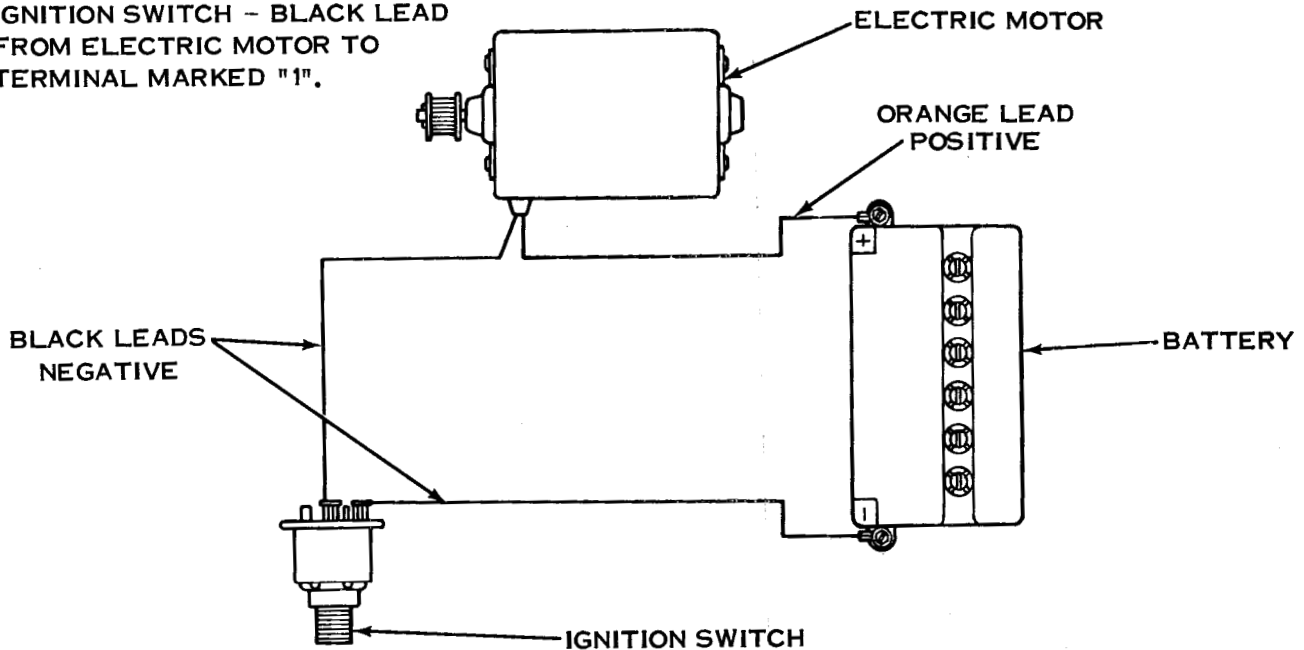 IGNITION SWITCH – BLACK LEAD
FROM ELECTRIC MOTOR TO
TERMINAL MARKED "1".
ELECTRIC MOTOR
ORANGE LEAD
POSITIVE
+
BLACK LEADS
NEGATIVE
BATTERY
–
IGNITION SWITCH